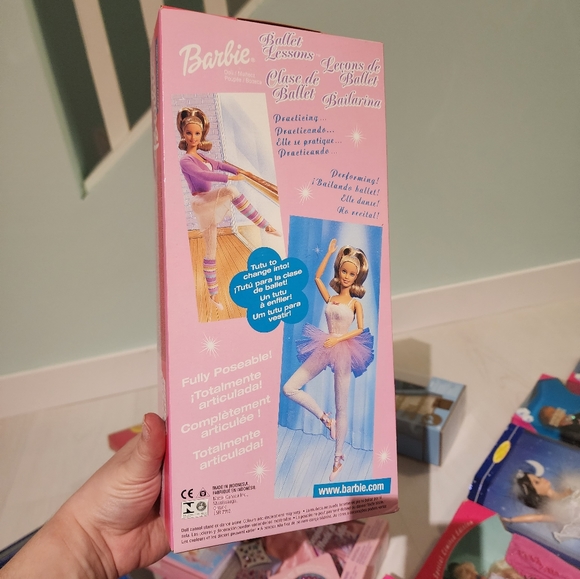 Barbie®
Ballet
Lessons
Leçons de
Ballet
Clase de
Ballet
Bailarina
Practicing...
Practicando...
Elle se pratique...
Practicando...
Performing!
¡Bailando ballet!
Elle danse!
No recital!
Tutu to
change into!
¡Tutú para la clase
de ballet!
Un tutu
à enfiler!
Um tutu para
vestir!
Fully Poseable!
¡Totalmente
articulada!
Complètement
articulée !
Totalmente
articulada!
MADE IN INDONESIA
CE
www.barbie.com